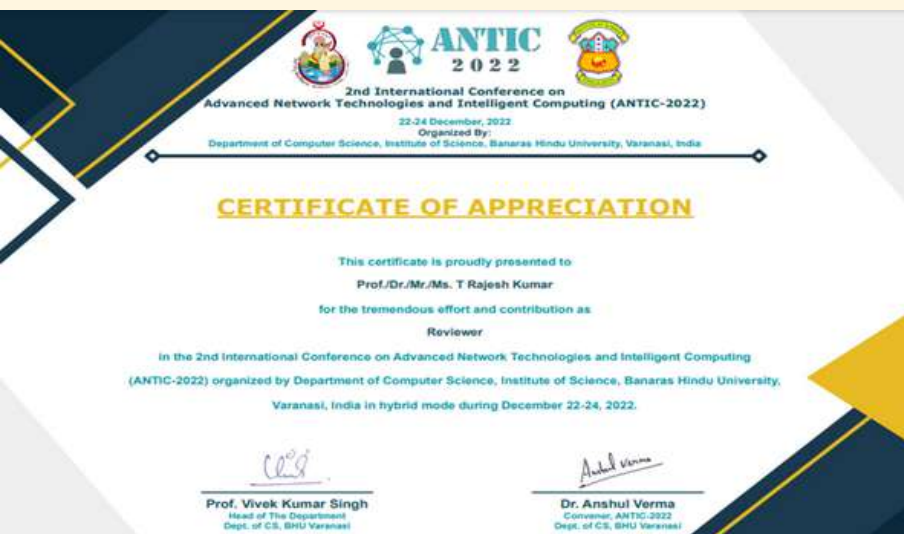 ANTIC
2022
2nd International Conference on
Advanced Network Technologies and Intelligent Computing (ANTIC-2022)
22-24 December, 2022
Organized By:
Department of Computer Science, Institute of Science, Banaras Hindu University, Varanasi, India
CERTIFICATE OF APPRECIATION
This certificate is proudly presented to
Prof./Dr./Mr./Ms. T Rajesh Kumar
for the tremendous effort and contribution as
Reviewer
in the 2nd International Conference on Advanced Network Technologies and Intelligent Computing
(ANTIC-2022) organized by Department of Computer Science, Institute of Science, Banaras Hindu University,
Varanasi, India in hybrid mode during December 22-24, 2022.
Anshul Verma
Prof. Vivek Kumar Singh
Head of The Department
Dept. of CS, BHU Varanasi
Dr. Anshul Verma
Convener, ANTIC-2022
Dept. of CS, BHU Varanasi